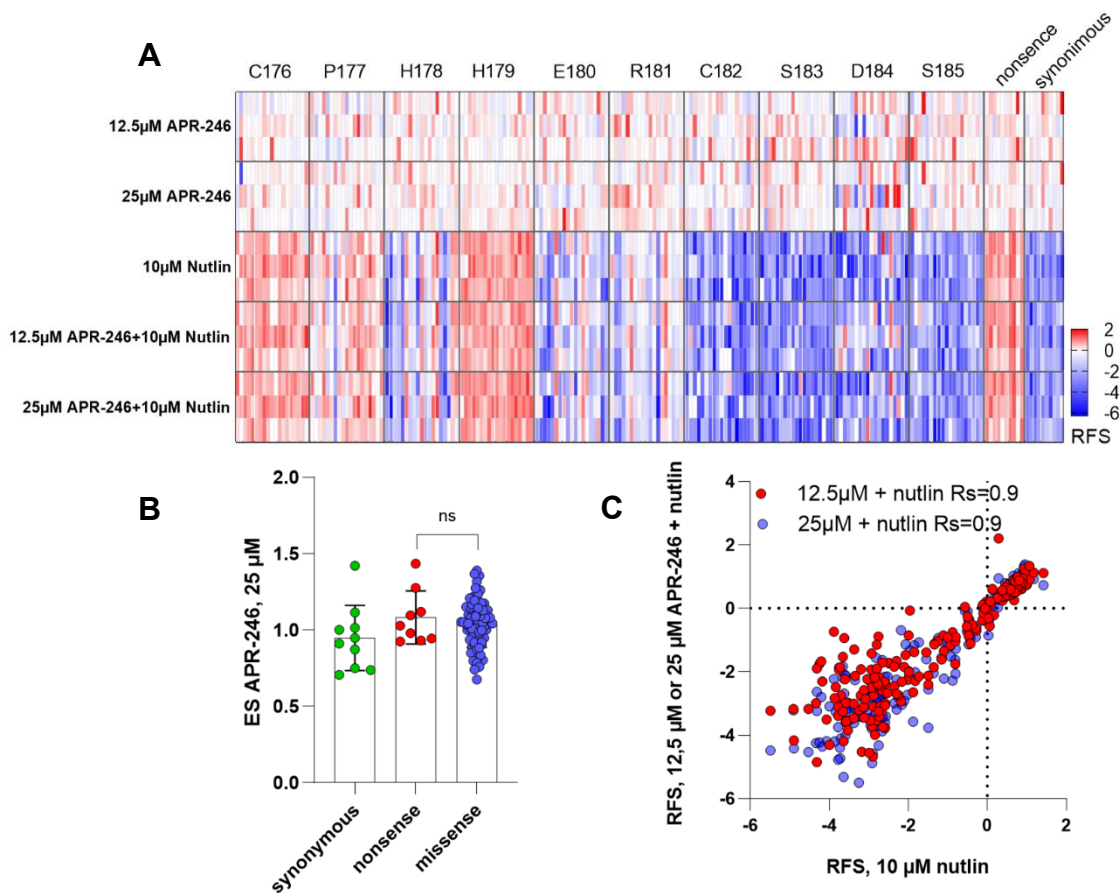 A
C176 P177 H178 H179 E180 R181 C182 S183 D184 S185 nonsence synonimous
12.5µM APR-246
25µM APR-246
10µM Nutlin
12.5µM APR-246+10µM Nutlin
25µM APR-246+10µM Nutlin
2
0
-2
-4
-6
RFS
B
ES APR-246, 25 µM
2.0
1.5
1.0
0.5
0.0
ns
synonymous
nonsense
missense
C
RFS, 12,5 µM or 25 µM APR-246 + nutlin
12.5µM + nutlin Rs=0.9
25µM + nutlin Rs=0.9
4
2
0
-2
-4
-6
-6 -4 -2 0 2
RFS, 10 µM nutlin